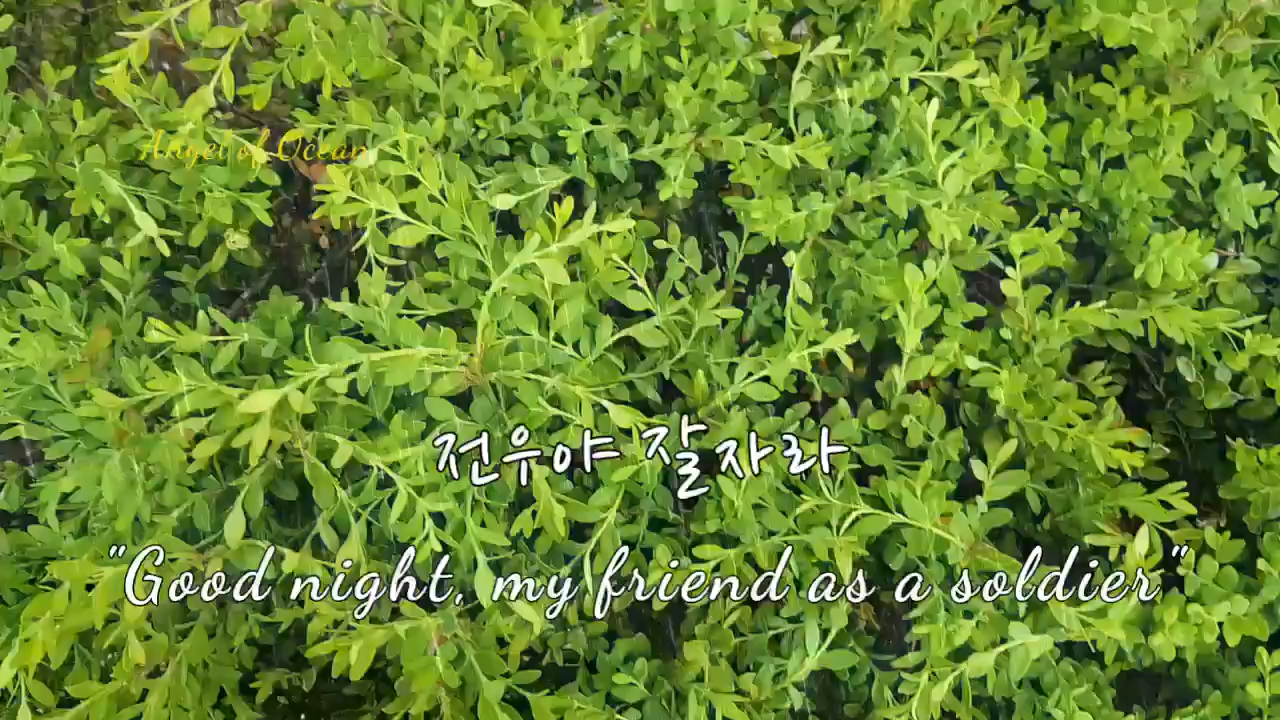 Angel of Ocean
전우야 잘자라
"Good night, my friend as a soldier"